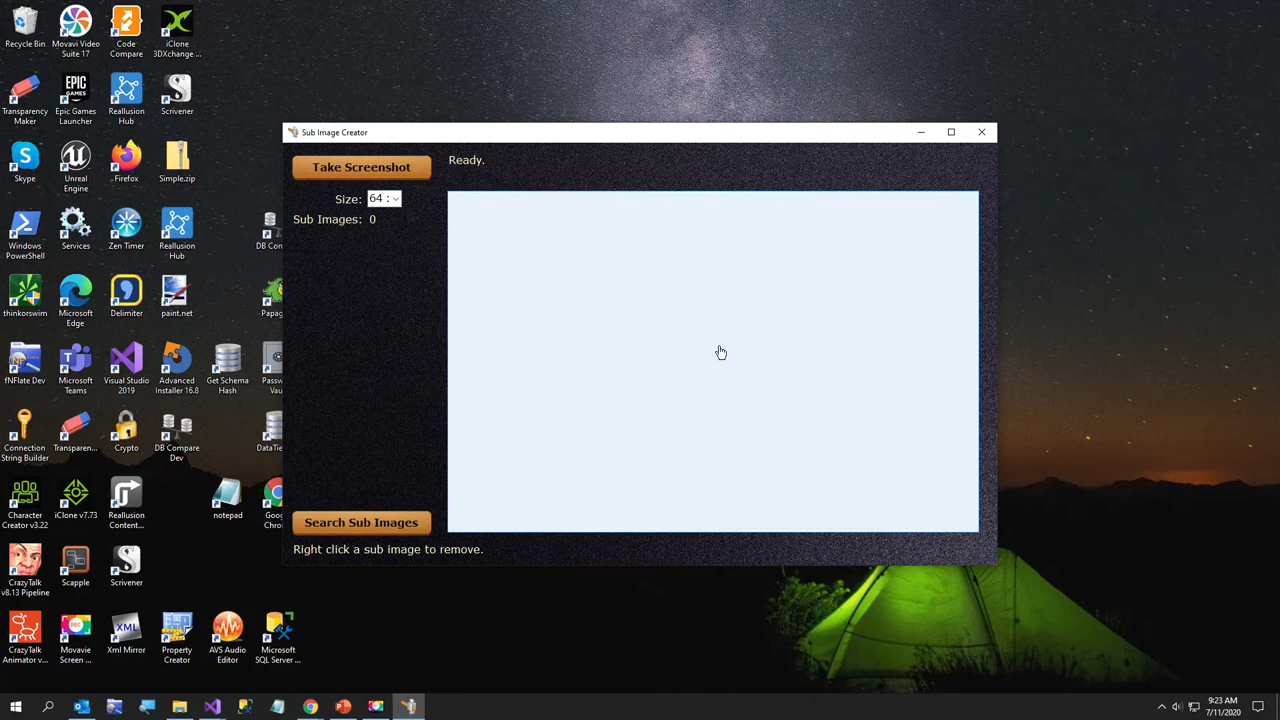 Recycle Bin
Movavi Video
Suite 17
Code
Compare
iClone
3DXchange ...
Transparency
Maker
EPIC
GAMES
Epic Games
Launcher
Reallusion
Hub
Scrivener
Skype
Unreal
Engine
Firefox
Simple.zip
Windows
PowerShell
Services
Zen Timer
Reallusion
Hub
DB Con
thinkorswim
Microsoft
Edge
Delimiter
paint.net
Papag
fNFlate Dev
Microsoft
Teams
Visual Studio
2019
Advanced
Installer 16.8
Get Schema
Hash
Passw
Vau
Connection
String Builder
Transparen...
Crypto
DB Compare
Dev
DataTie
Character
Creator v3.22
iClone v7.73
Reallusion
Content...
notepad
Goog
Chro
CrazyTalk
v8.13 Pipeline
Scapple
Scrivener
CrazyTalk
Animator v...
REC
Movavie
Screen ...
XML
Xml Mirror
Property
Creator
AVS Audio
Editor
Microsoft
SQL Server ...
Sub Image Creator
Take Screenshot
Ready.
Size: 64 :
Sub Images: 0
Search Sub Images
Right click a sub image to remove.
9:23 AM
7/11/2020